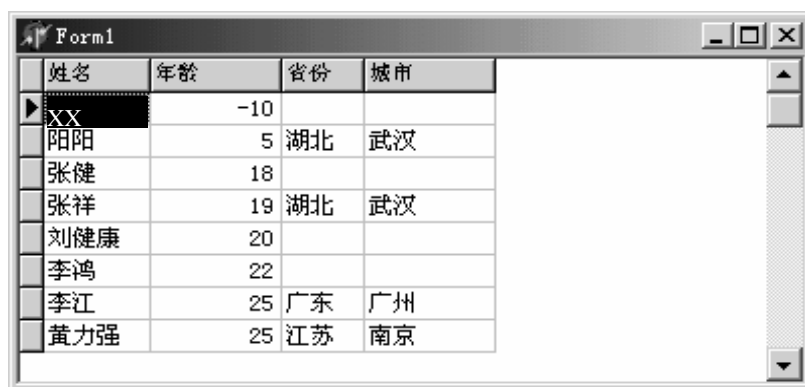 Form1
姓名 年龄 省份 城市
XX -10
阳阳 5 湖北 武汉
张健 18
张祥 19 湖北 武汉
刘健康 20
李鸿 22
李江 25 广东 广州
黄力强 25 江苏 南京